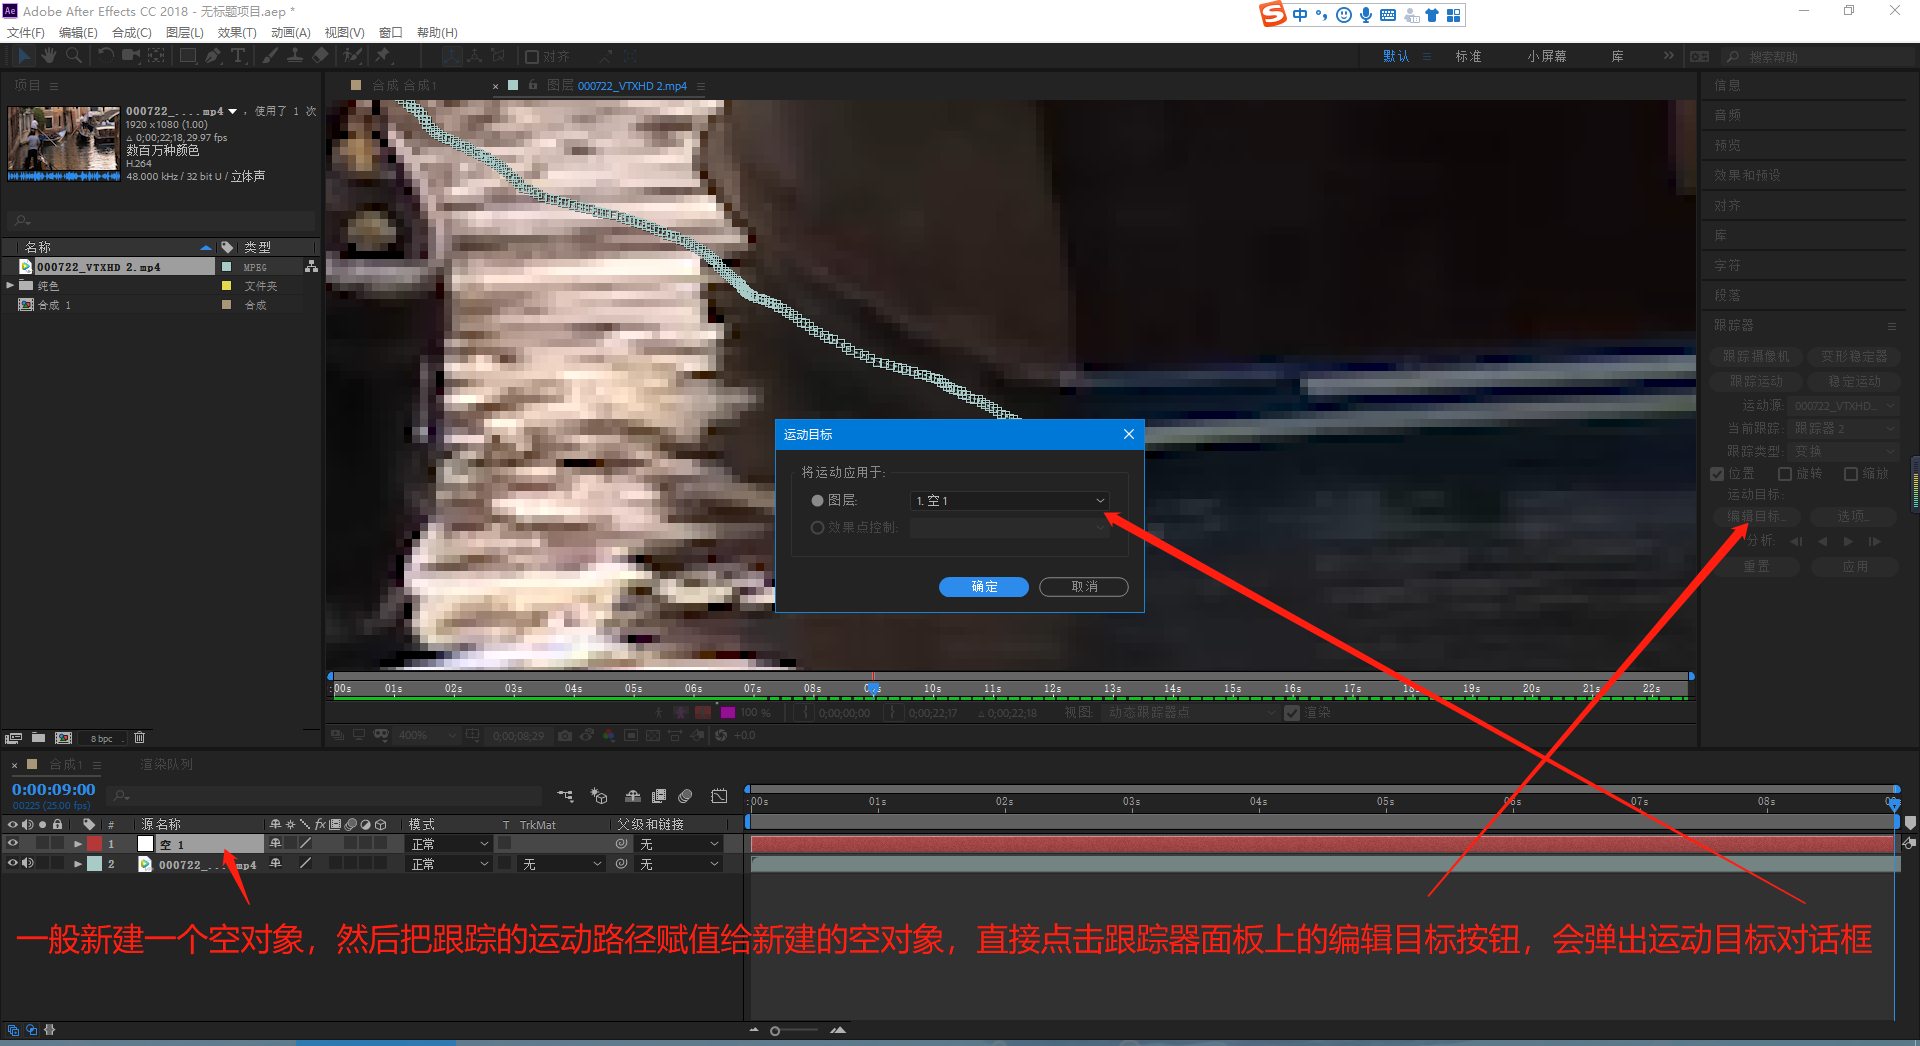 Adobe After Effects CC 2018 - 无标题项目.aep *
中
文件(F) 编辑(E) 合成(C) 图层(L) 效果(T) 动画(A) 视图(V) 窗口 帮助(H)
对齐 默认 标准 小屏幕 库 搜索帮助
项目
合成 合成1
图层 000722_VTXHD 2.mp4
000722_....mp4 , 使用了 1 次
1920 x 1080 (1.00)
△ 0;00;22;18, 29.97 fps
数百万种颜色
H.264
48.000 kHz / 32 bit U / 立体声
名称 类型
000722_VTXHD 2.mp4 MPEG
纯色 文件夹
合成 1 合成
8 bpc
信息
音频
预览
效果和预设
对齐
库
字符
段落
跟踪器
跟踪摄像机 变形稳定器
跟踪运动 稳定运动
运动源: 000722_VTXHD...
当前跟踪: 跟踪器 2
跟踪类型: 变换
位置 旋转 缩放
运动目标:
编辑目标... 选项...
分析:
重置 应用
运动目标
将运动应用于:
图层: 1. 空 1
效果点控制:
确定 取消
:00s 01s 02s 03s 04s 05s 06s 07s 08s 10s 11s 12s 13s 14s 15s 16s 17s 19s 20s 21s 22s
100 % 0;00;00;00 0;00;22;17 △ 0;00;22;18 视图: 动态跟踪器点 渲染
400% 0;00;08;29 +0.0
合成1 渲染队列
0:00:09:00
00225 (25.00 fps)
:00s 01s 02s 03s 04s 05s 06s 07s 08s
# 源名称 模式 T TrkMat 父级和链接
1 空 1 正常 无
2 000722_....mp4 正常 无 无
一般新建一个空对象，然后把跟踪的运动路径赋值给新建的空对象，直接点击跟踪器面板上的编辑目标按钮，会弹出运动目标对话框